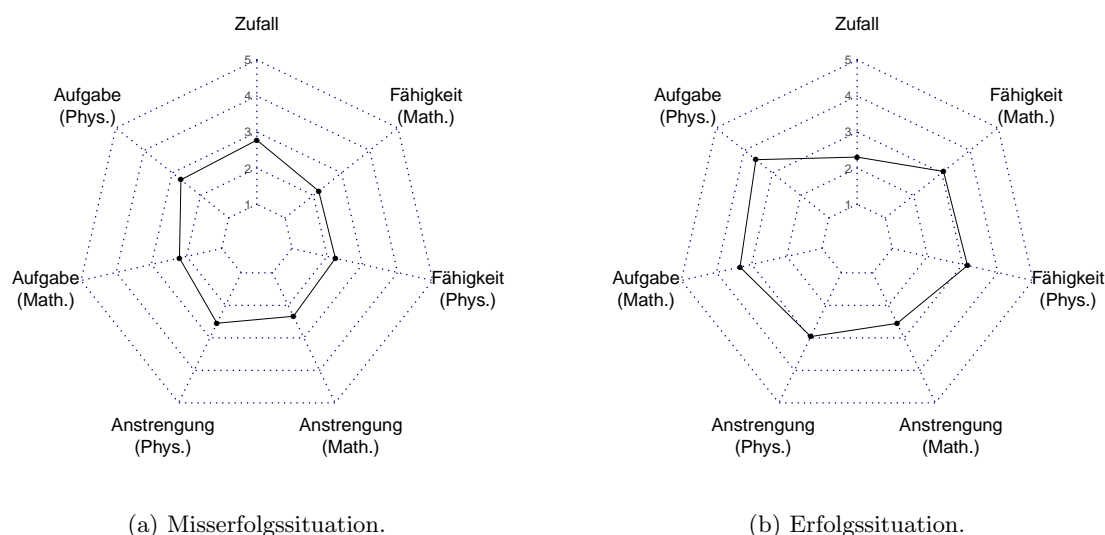 Zufall
5
4
3
2
1
Aufgabe
(Phys.)
Fähigkeit
(Math.)
Aufgabe
(Math.)
Fähigkeit
(Phys.)
Anstrengung
(Phys.)
Anstrengung
(Math.)
(a) Misserfolgssituation.
Zufall
5
4
3
2
1
Aufgabe
(Phys.)
Fähigkeit
(Math.)
Aufgabe
(Math.)
Fähigkeit
(Phys.)
Anstrengung
(Phys.)
Anstrengung
(Math.)
(b) Erfolgssituation.